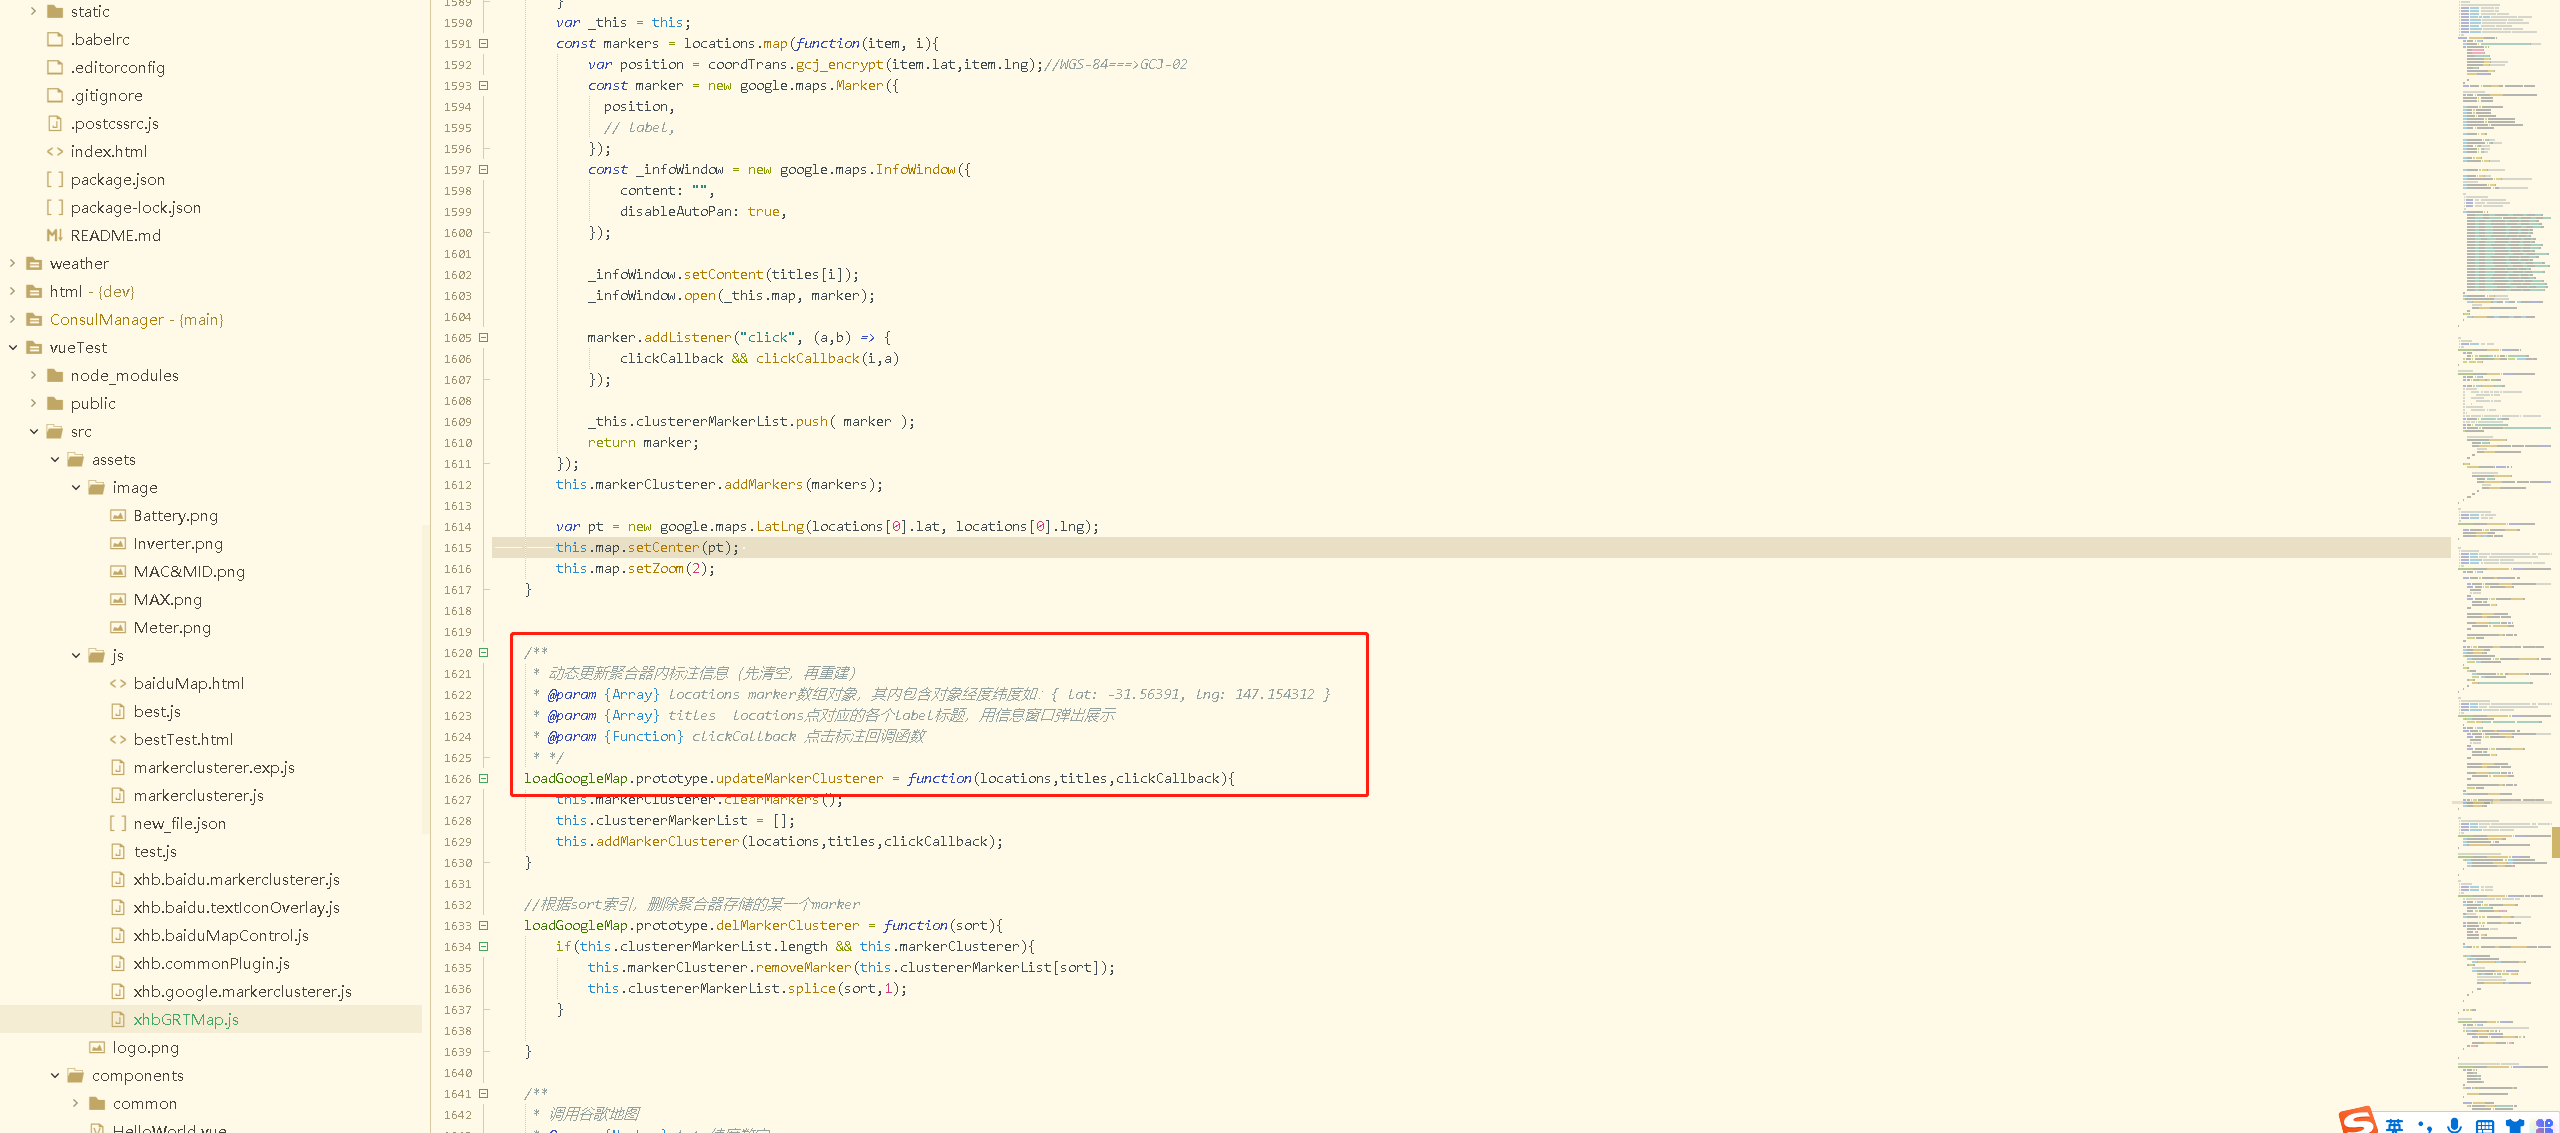 static
.babelrc
.editorconfig
.gitignore
.postcssrc.js
index.html
package.json
package-lock.json
README.md
weather
html - {dev}
ConsulManager - {main}
vueTest
node_modules
public
src
assets
image
Battery.png
Inverter.png
MAC&MID.png
MAX.png
Meter.png
js
baiduMap.html
best.js
bestTest.html
markerclusterer.exp.js
markerclusterer.js
new_file.json
test.js
xhb.baidu.markerclusterer.js
xhb.baidu.textIconOverlay.js
xhb.baiduMapControl.js
xhb.commonPlugin.js
xhb.google.markerclusterer.js
xhbGRTMap.js
logo.png
components
common
HelloWorld.vue
1589 }
1590 var _this = this;
1591 const markers = locations.map(function(item, i){
1592 var position = coordTrans.gcj_encrypt(item.lat,item.lng);//WGS-84===>GCJ-02
1593 const marker = new google.maps.Marker({
1594 position,
1595 // label,
1596 });
1597 const _infoWindow = new google.maps.InfoWindow({
1598 content: "",
1599 disableAutoPan: true,
1600 });
1601
1602 _infoWindow.setContent(titles[i]);
1603 _infoWindow.open(_this.map, marker);
1604
1605 marker.addListener("click", (a,b) => {
1606 clickCallback && clickCallback(i,a)
1607 });
1608
1609 _this.clustererMarkerList.push( marker );
1610 return marker;
1611 });
1612 this.markerClusterer.addMarkers(markers);
1613
1614 var pt = new google.maps.LatLng(locations[0].lat, locations[0].lng);
1615 this.map.setCenter(pt);
1616 this.map.setZoom(2);
1617 }
1618
1619
1620 /**
1621 * 动态更新聚合器内标注信息（先清空，再重建）
1622 * @param {Array} locations marker数组对象，其内包含对象经度纬度如：{ lat: -31.56391, lng: 147.154312 }
1623 * @param {Array} titles locations点对应的各个label标题，用信息窗口弹出展示
1624 * @param {Function} clickCallback 点击标注回调函数
1625 * */
1626 loadGoogleMap.prototype.updateMarkerClusterer = function(locations,titles,clickCallback){
1627 this.markerClusterer.clearMarkers();
1628 this.clustererMarkerList = [];
1629 this.addMarkerClusterer(locations,titles,clickCallback);
1630 }
1631
1632 //根据sort索引，删除聚合器存储的某一个marker
1633 loadGoogleMap.prototype.delMarkerClusterer = function(sort){
1634 if(this.clustererMarkerList.length && this.markerClusterer){
1635 this.markerClusterer.removeMarker(this.clustererMarkerList[sort]);
1636 this.clustererMarkerList.splice(sort,1);
1637 }
1638
1639 }
1640
1641 /**
1642 * 调用谷歌地图
英